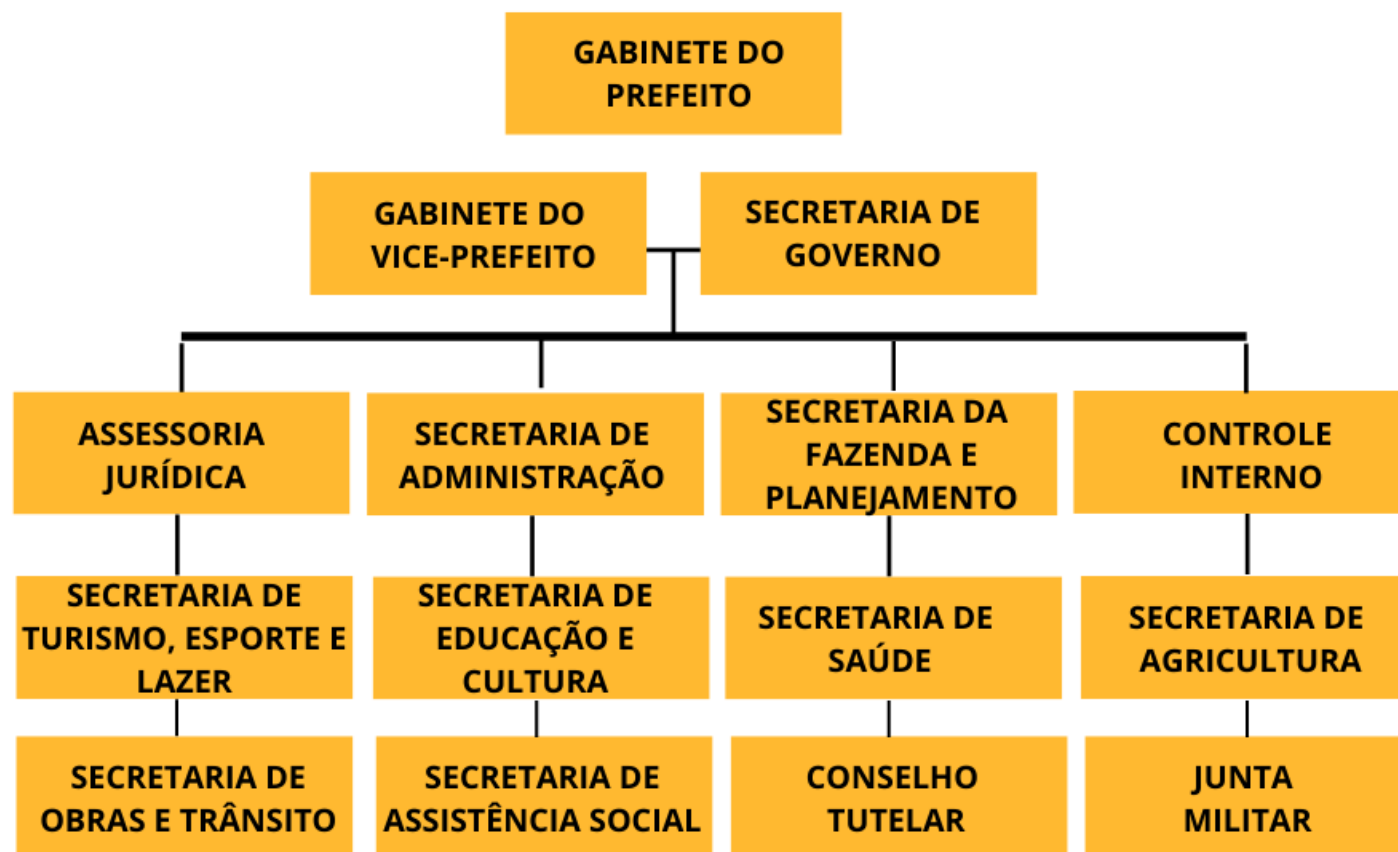 GABINETE DO
PREFEITO
GABINETE DO
VICE-PREFEITO
SECRETARIA DE
GOVERNO
ASSESSORIA
JURÍDICA
SECRETARIA DE
ADMINISTRAÇÃO
SECRETARIA DA
FAZENDA E
PLANEJAMENTO
CONTROLE
INTERNO
SECRETARIA DE
TURISMO, ESPORTE E
LAZER
SECRETARIA DE
EDUCAÇÃO E
CULTURA
SECRETARIA DE
SAÚDE
SECRETARIA DE
AGRICULTURA
SECRETARIA DE
OBRAS E TRÂNSITO
SECRETARIA DE
ASSISTÊNCIA SOCIAL
CONSELHO
TUTELAR
JUNTA
MILITAR